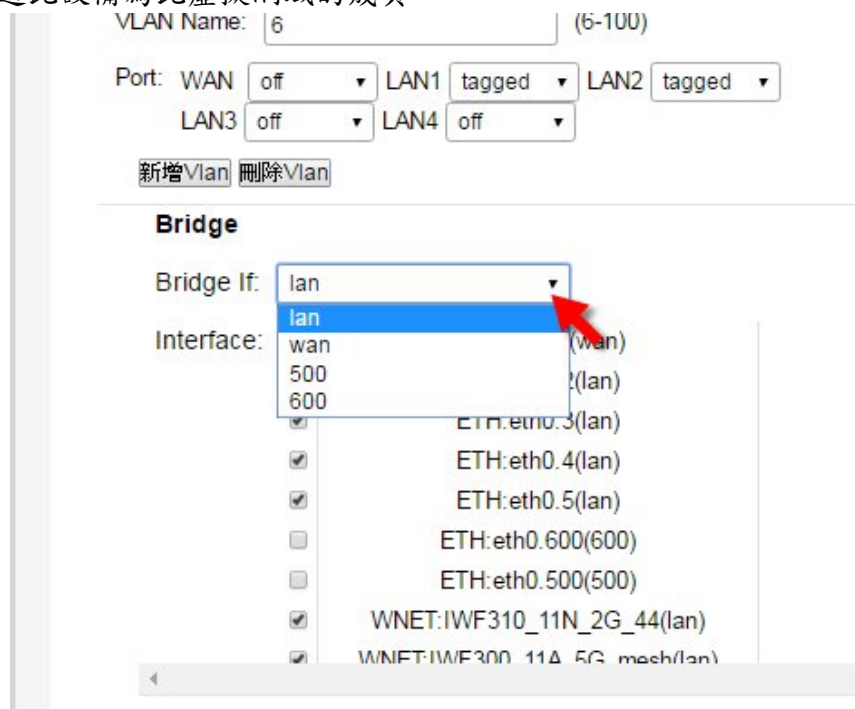 VLAN Name: 6 (6-100)
Port: WAN off LAN1 tagged LAN2 tagged
LAN3 off LAN4 off
新增Vlan 刪除Vlan
Bridge
Bridge If: lan
lan
Interface: wan (wan)
500 (lan)
600
ETH:eth0.3(lan)
ETH:eth0.4(lan)
ETH:eth0.5(lan)
ETH:eth0.600(600)
ETH:eth0.500(500)
WNET:IWF310_11N_2G_44(lan)
WNET:IWF300_11A_5G_mesh(lan)